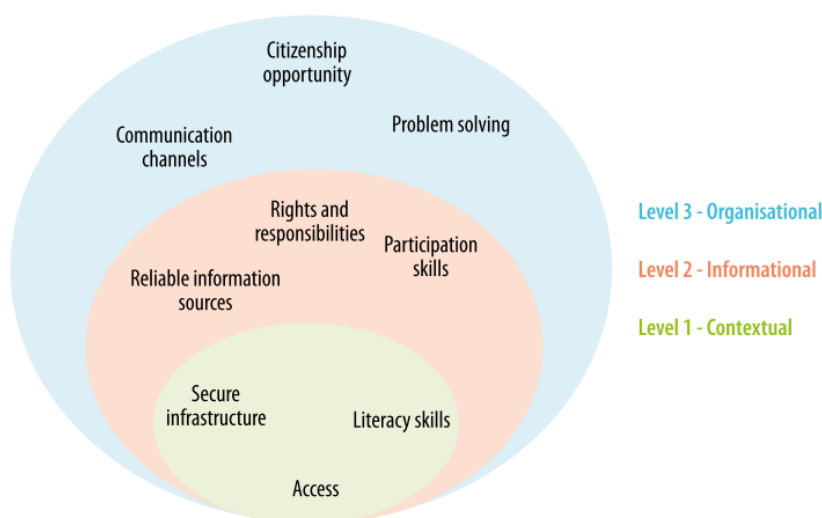 Citizenship
opportunity
Problem solving
Communication
channels
Rights and
responsibilities
Participation
skills
Reliable information
sources
Secure
infrastructure
Literacy skills
Access
Level 3 - Organisational
Level 2 - Informational
Level 1 - Contextual